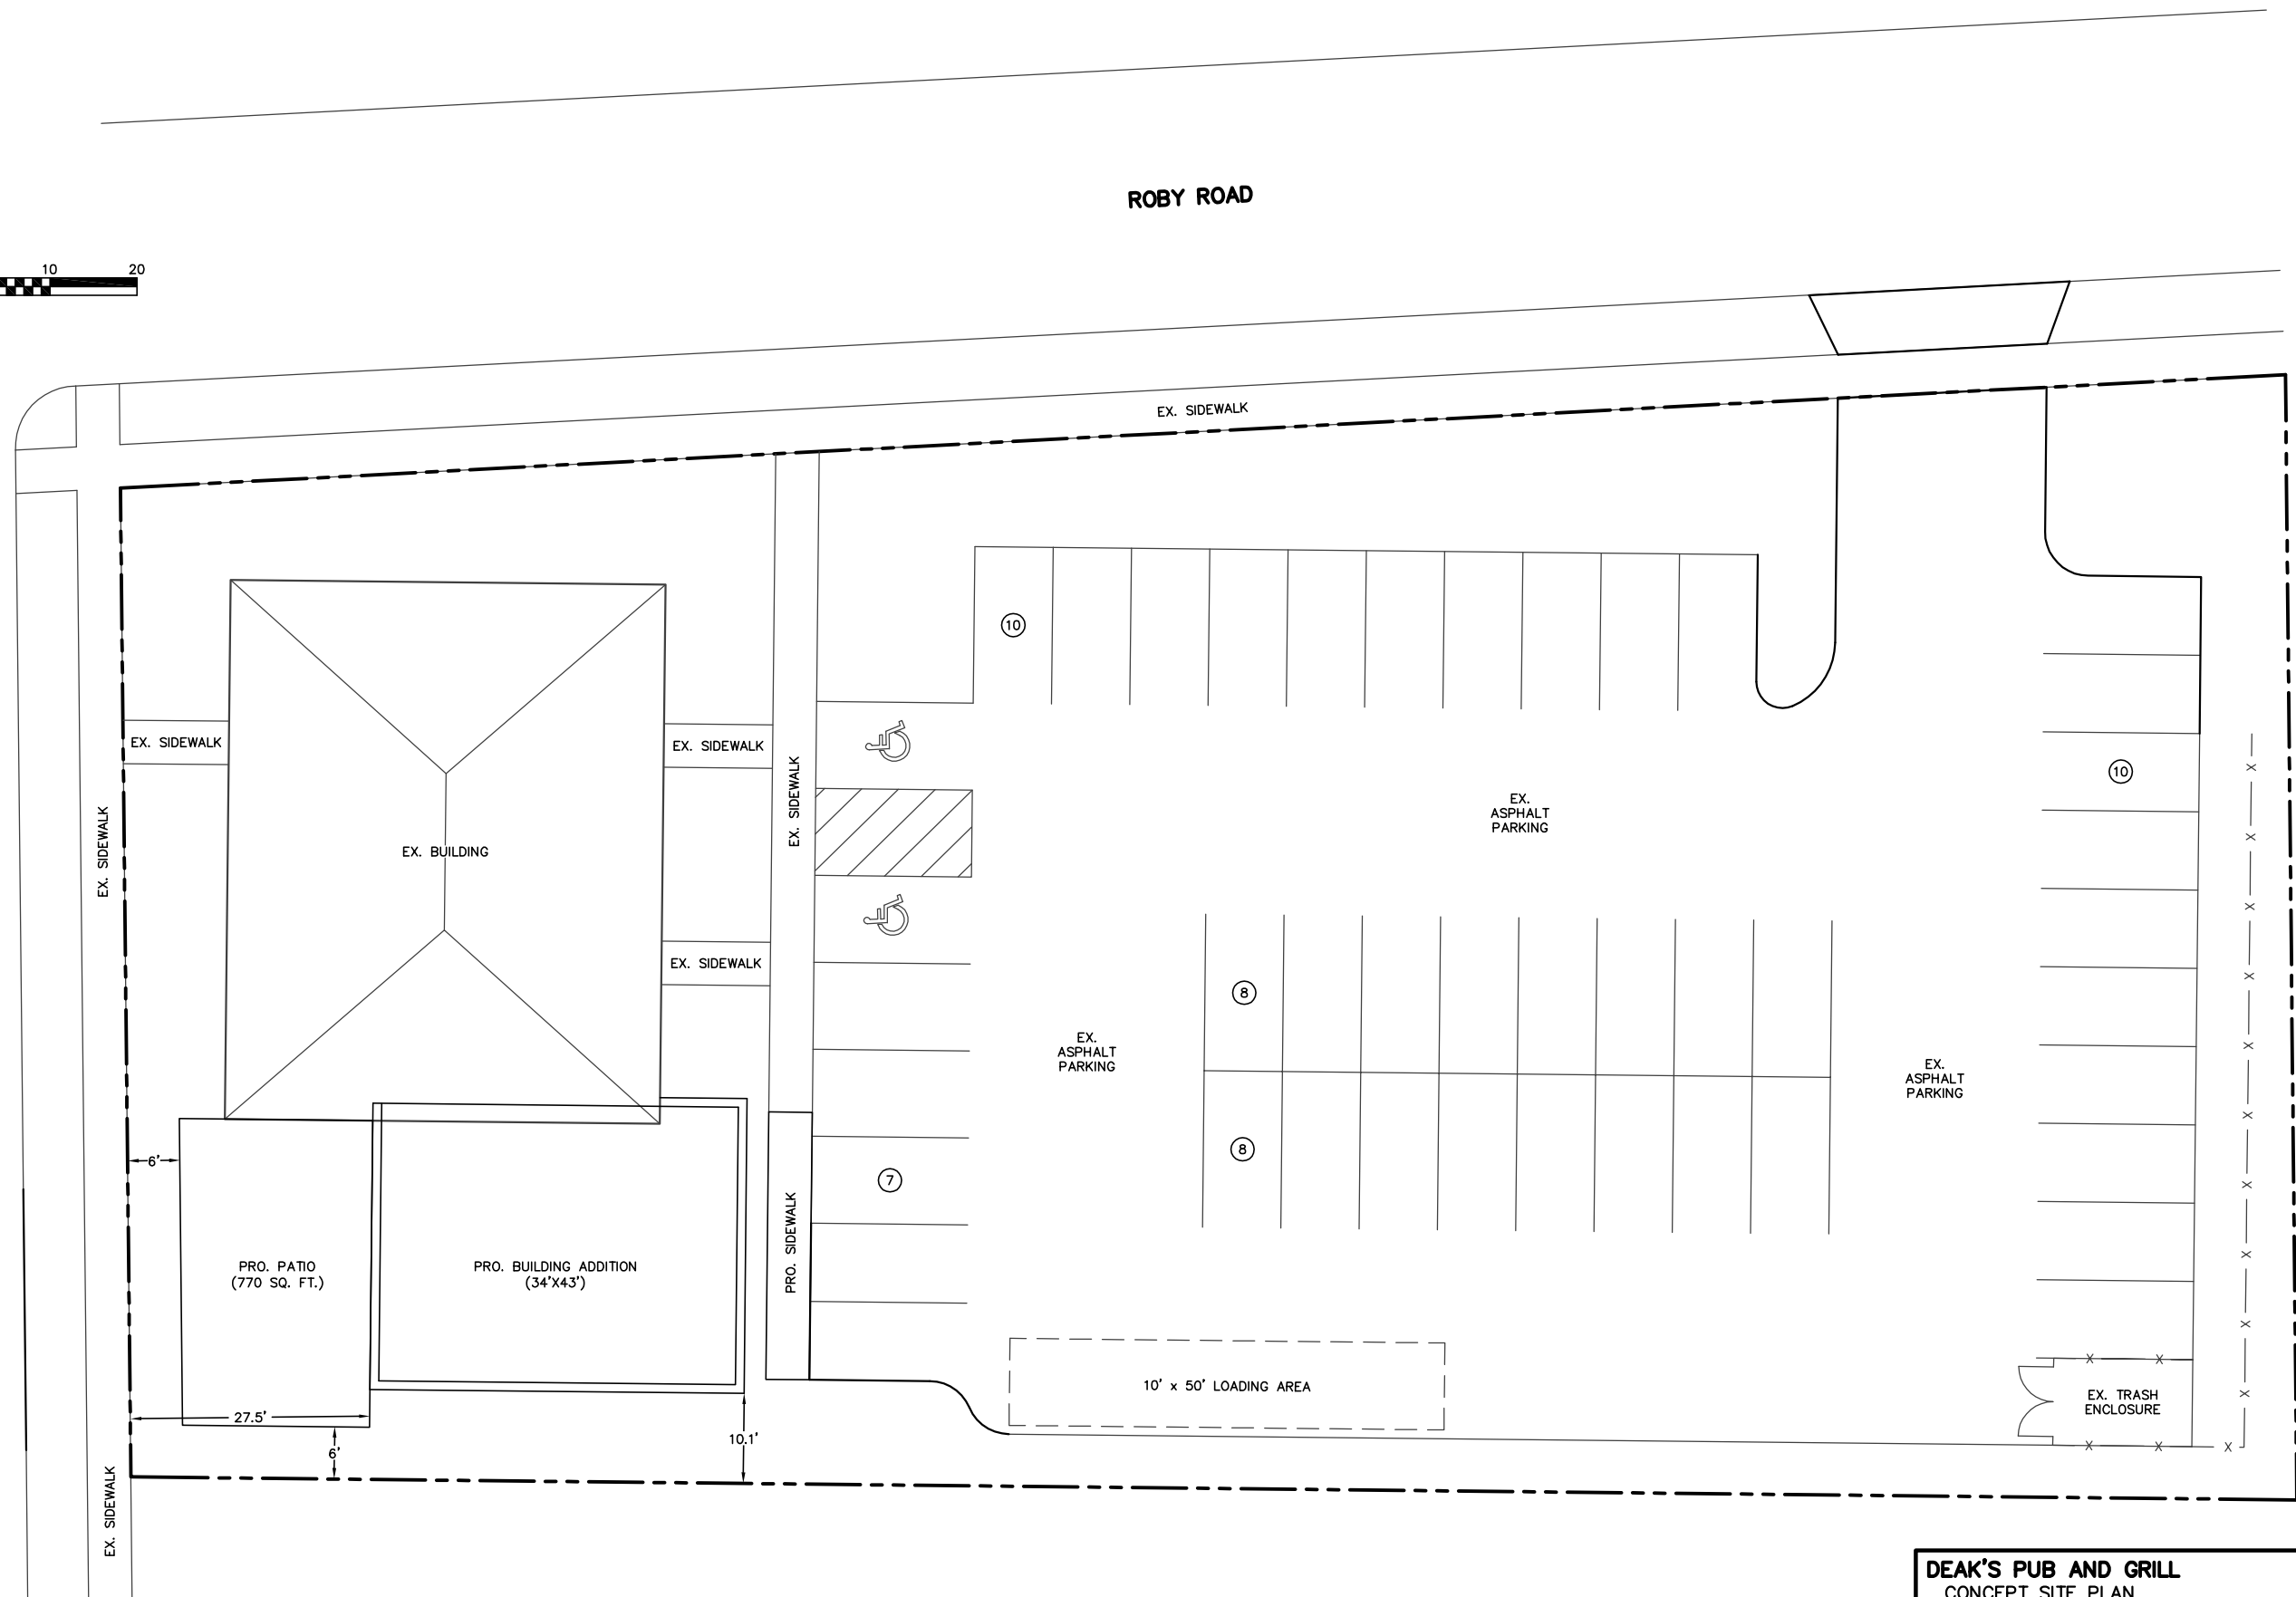 ROBY ROAD
10 20
EX. SIDEWALK
10
EX. SIDEWALK
EX. SIDEWALK
EX. SIDEWALK
EX. SIDEWALK
10
EX.
ASPHALT
PARKING
EX. BUILDING
EX. SIDEWALK
8
EX.
ASPHALT
PARKING
EX.
ASPHALT
PARKING
8
6'
7
PRO. SIDEWALK
PRO. PATIO
(770 SQ. FT.)
PRO. BUILDING ADDITION
(34'X43')
10' x 50' LOADING AREA
EX. TRASH
ENCLOSURE
27.5'
6'
10.1'
EX. SIDEWALK
DEAK'S PUB AND GRILL
CONCEPT SITE PLAN